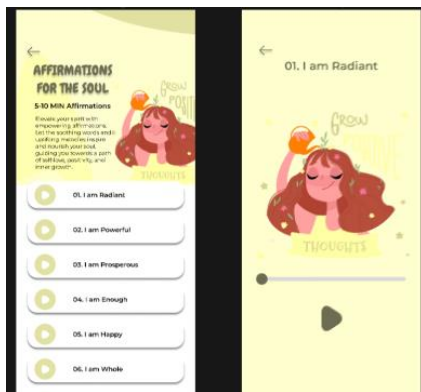 AFFIRMATIONS
FOR THE SOUL
5-10 MIN Affirmations
Elevate your spirit with
empowering affirmations.
Let the soothing words and
uplifting melodies inspire
and nourish your soul,
guiding you towards a path
of self-love, positivity, and
inner growth.
GROW
POSITI
THOUGHTS
01. I am Radiant
02. I am Powerful
03. I am Prosperous
04. I am Enough
05. I am Happy
06. I am Whole
01. I am Radiant
GROW
THOUGHTS